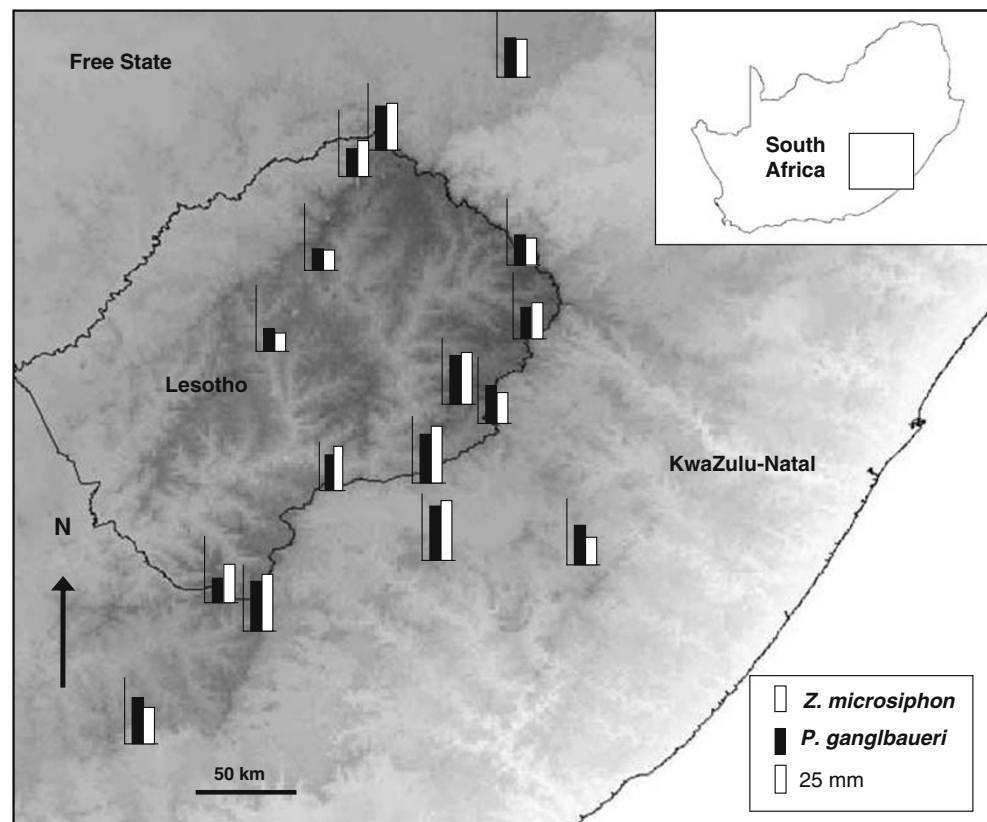 Free State
South
Africa
Lesotho
KwaZulu-Natal
N
50 km
Z. microsiphon
P. ganglbaueri
25 mm